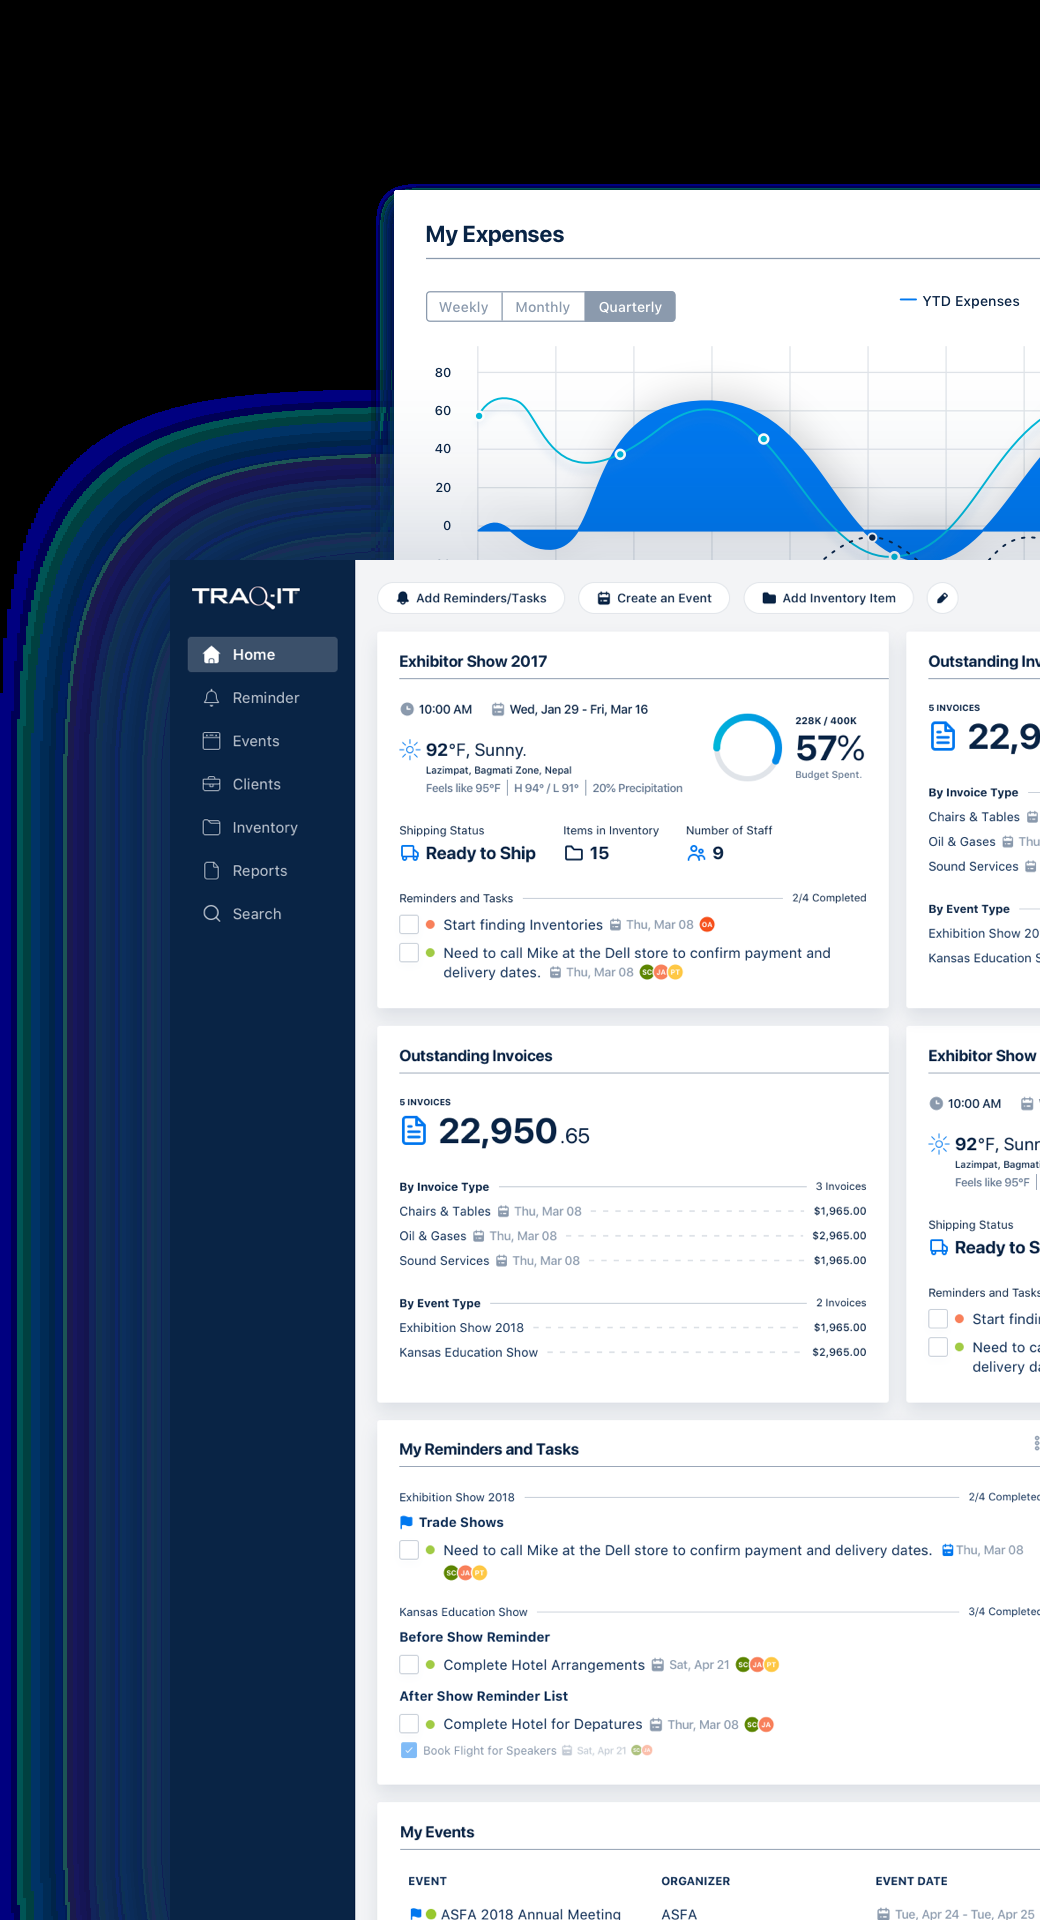 My Expenses
Weekly Monthly Quarterly
YTD Expenses
80
60
40
20
0
TRAQ-IT
Home
Reminder
Events
Clients
Inventory
Reports
Search
Add Reminders/Tasks Create an Event Add Inventory Item
Exhibitor Show 2017
10:00 AM Wed, Jan 29 - Fri, Mar 16
92°F, Sunny.
Lazimpat, Bagmati Zone, Nepal
Feels like 95°F | H 94° / L 91° | 20% Precipitation
228K / 400K
57%
Budget Spent.
Shipping Status Items in Inventory Number of Staff
Ready to Ship 15 9
Reminders and Tasks 2/4 Completed
Start finding Inventories Thu, Mar 08 OA
Need to call Mike at the Dell store to confirm payment and
delivery dates. Thu, Mar 08 SC JA PT
Outstanding Inv
5 INVOICES
22,9
By Invoice Type
Chairs & Tables
Oil & Gases Thu
Sound Services
By Event Type
Exhibition Show 20
Kansas Education S
Outstanding Invoices
5 INVOICES
22,950.65
By Invoice Type 3 Invoices
Chairs & Tables Thu, Mar 08 $1,965.00
Oil & Gases Thu, Mar 08 $2,965.00
Sound Services Thu, Mar 08 $1,965.00
By Event Type 2 Invoices
Exhibition Show 2018 $1,965.00
Kansas Education Show $2,965.00
Exhibitor Show
10:00 AM
92°F, Sunn
Lazimpat, Bagmati
Feels like 95°F |
Shipping Status
Ready to S
Reminders and Tasks
Start findin
Need to ca
delivery da
My Reminders and Tasks
Exhibition Show 2018 2/4 Completed
Trade Shows
Need to call Mike at the Dell store to confirm payment and delivery dates. Thu, Mar 08
SC JA PT
Kansas Education Show 3/4 Completed
Before Show Reminder
Complete Hotel Arrangements Sat, Apr 21 SC JA PT
After Show Reminder List
Complete Hotel for Depatures Thur, Mar 08 SC JA
Book Flight for Speakers Sat, Apr 21 SC JA
My Events
EVENT ORGANIZER EVENT DATE
ASFA 2018 Annual Meeting ASFA Tue, Apr 24 - Tue, Apr 25